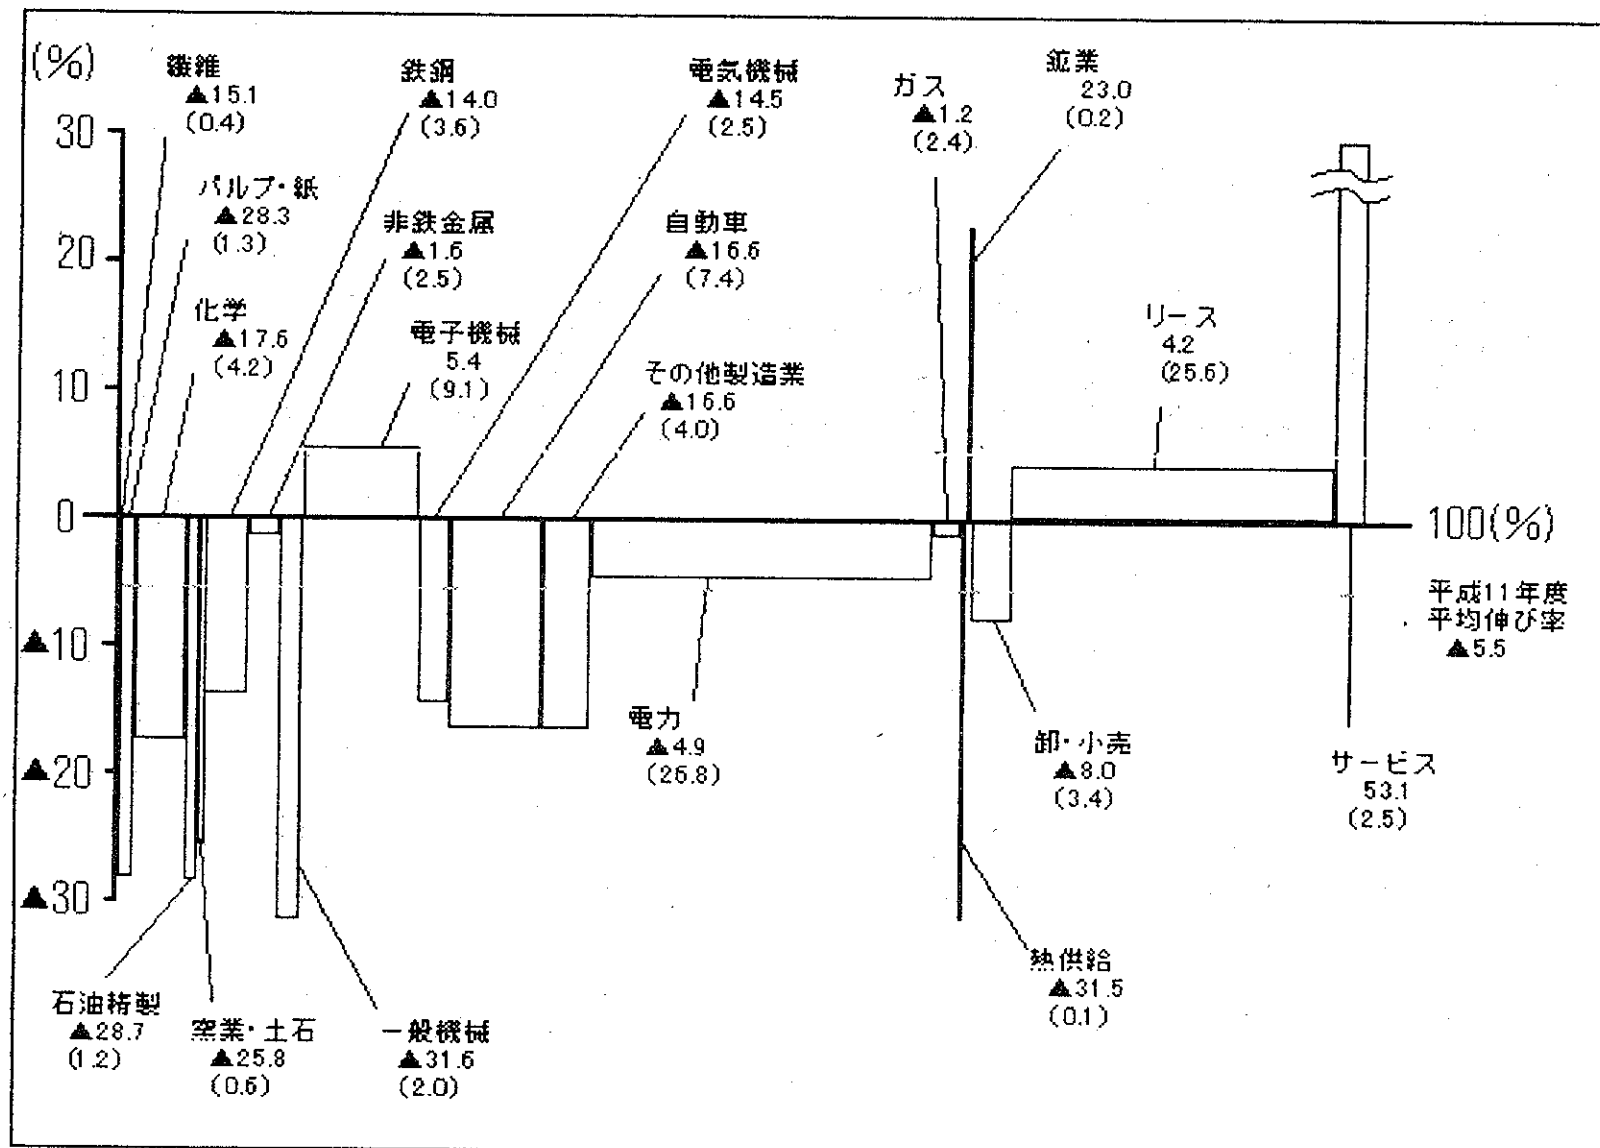 (%)
繊維
▲15.1
(0.4)
鉄鋼
▲14.0
(3.6)
電気機械
▲14.5
(2.5)
ガス
▲1.2
(2.4)
鉱業
23.0
(0.2)
30
パルプ・紙
▲28.3
(1.3)
非鉄金属
▲1.6
(2.5)
自動車
▲16.6
(7.4)
20
化学
▲17.6
(4.2)
電子機械
5.4
(9.1)
その他製造業
▲16.6
(4.0)
リース
4.2
(25.6)
10
0
100(%)
平成11年度
平均伸び率
▲5.5
▲10
電力
▲4.9
(26.8)
卸・小売
▲8.0
(3.4)
サービス
53.1
(2.5)
▲20
▲30
石油精製
▲28.7
(1.2)
窯業・土石
▲25.8
(0.6)
一般機械
▲31.6
(2.0)
熱供給
▲31.5
(0.1)